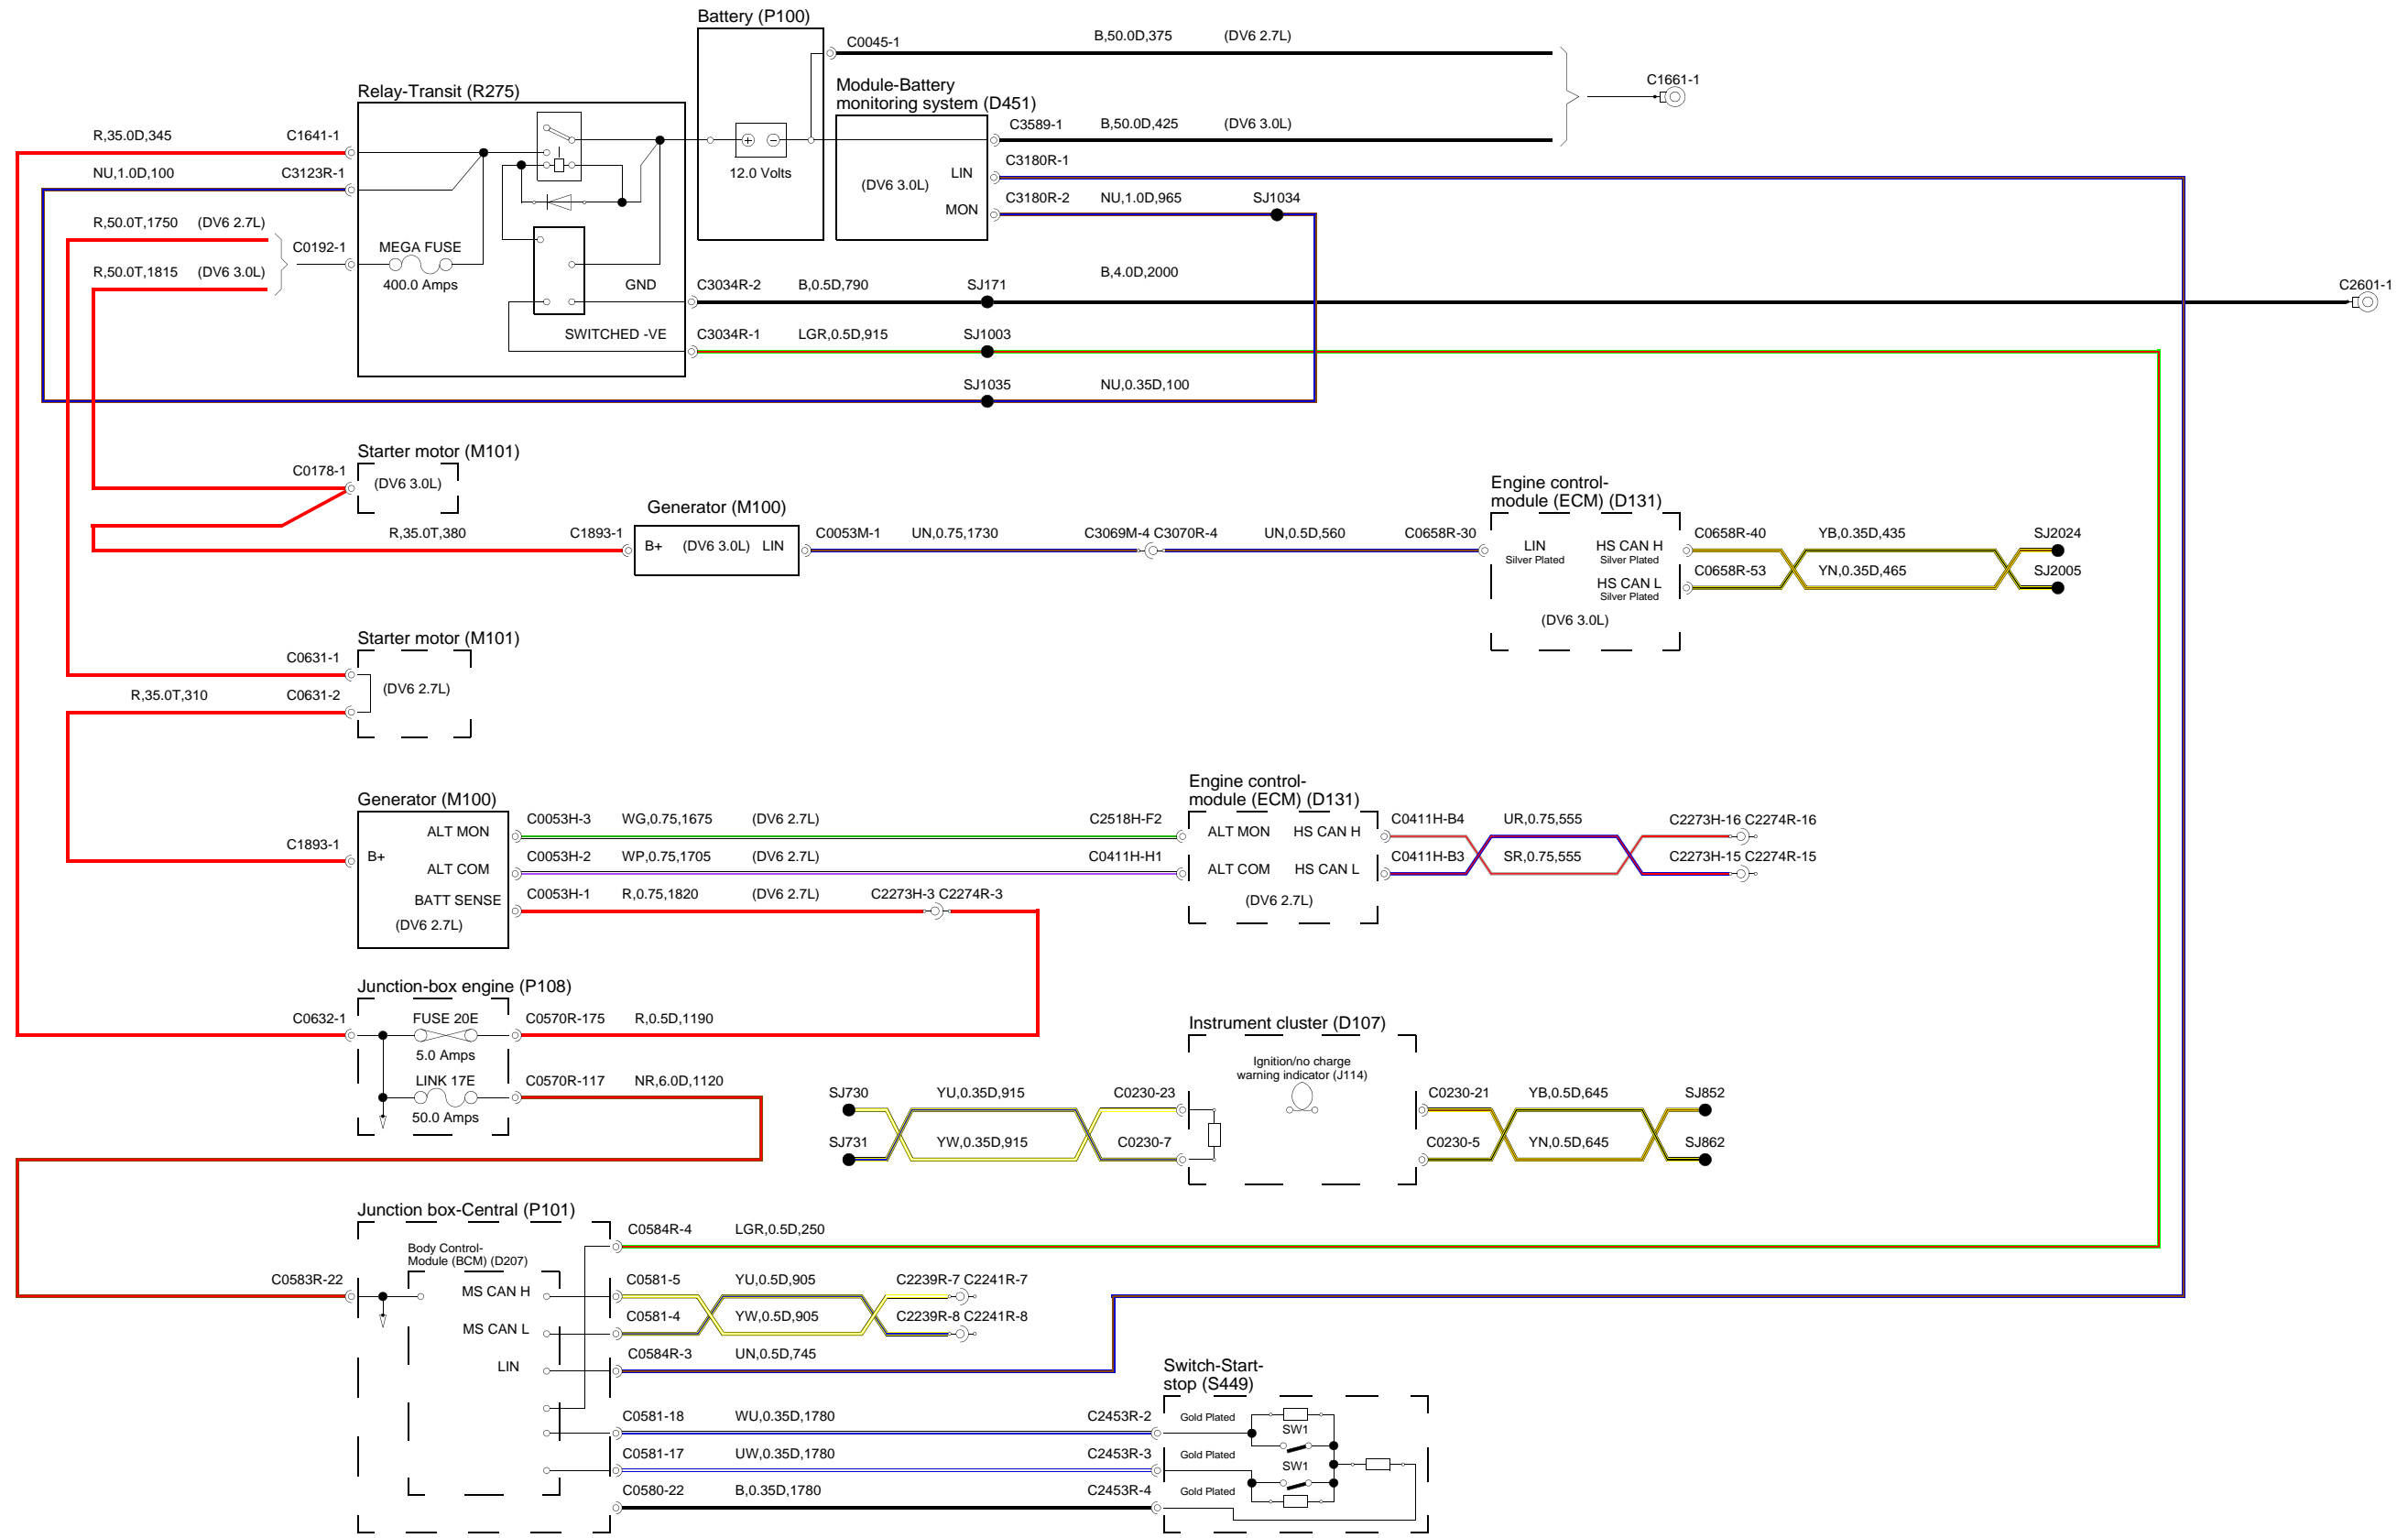 Battery (P100)
C0045-1
B,50.0D,375
(DV6 2.7L)
C1661-1
Module-Battery
monitoring system (D451)
Relay-Transit (R275)
R,35.0D,345
C1641-1
C3589-1
B,50.0D,425
(DV6 3.0L)
NU,1.0D,100
C3123R-1
12.0 Volts
(DV6 3.0L)
LIN
C3180R-1
MON
C3180R-2
NU,1.0D,965
SJ1034
R,50.0T,1750
(DV6 2.7L)
C0192-1
MEGA FUSE
400.0 Amps
R,50.0T,1815
(DV6 3.0L)
GND
C3034R-2
B,0.5D,790
SJ171
B,4.0D,2000
C2601-1
SWITCHED -VE
C3034R-1
LGR,0.5D,915
SJ1003
SJ1035
NU,0.35D,100
Starter motor (M101)
C0178-1
(DV6 3.0L)
Generator (M100)
Engine control-
module (ECM) (D131)
R,35.0T,380
C1893-1
B+
(DV6 3.0L)
LIN
C0053M-1
UN,0.75,1730
C3069M-4 C3070R-4
UN,0.5D,560
C0658R-30
LIN
Silver Plated
HS CAN H
Silver Plated
C0658R-40
YB,0.35D,435
SJ2024
HS CAN L
Silver Plated
C0658R-53
YN,0.35D,465
SJ2005
(DV6 3.0L)
Starter motor (M101)
C0631-1
(DV6 2.7L)
R,35.0T,310
C0631-2
Generator (M100)
Engine control-
module (ECM) (D131)
C1893-1
B+
ALT MON
C0053H-3
WG,0.75,1675
(DV6 2.7L)
C2518H-F2
ALT MON
HS CAN H
C0411H-B4
UR,0.75,555
C2273H-16 C2274R-16
ALT COM
C0053H-2
WP,0.75,1705
(DV6 2.7L)
C0411H-H1
ALT COM
HS CAN L
C0411H-B3
SR,0.75,555
C2273H-15 C2274R-15
BATT SENSE
C0053H-1
R,0.75,1820
(DV6 2.7L)
C2273H-3 C2274R-3
(DV6 2.7L)
(DV6 2.7L)
Junction-box engine (P108)
C0632-1
FUSE 20E
5.0 Amps
C0570R-175
R,0.5D,1190
LINK 17E
50.0 Amps
C0570R-117
NR,6.0D,1120
Instrument cluster (D107)
Ignition/no charge
warning indicator (J114)
SJ730
YU,0.35D,915
C0230-23
C0230-21
YB,0.5D,645
SJ852
SJ731
YW,0.35D,915
C0230-7
C0230-5
YN,0.5D,645
SJ862
Junction box-Central (P101)
C0584R-4
LGR,0.5D,250
Body Control-
Module (BCM) (D207)
C0583R-22
MS CAN H
C0581-5
YU,0.5D,905
C2239R-7 C2241R-7
MS CAN L
C0581-4
YW,0.5D,905
C2239R-8 C2241R-8
LIN
C0584R-3
UN,0.5D,745
Switch-Start-
stop (S449)
C0581-18
WU,0.35D,1780
C2453R-2
Gold Plated
SW1
C0581-17
UW,0.35D,1780
C2453R-3
Gold Plated
SW1
C0580-22
B,0.35D,1780
C2453R-4
Gold Plated